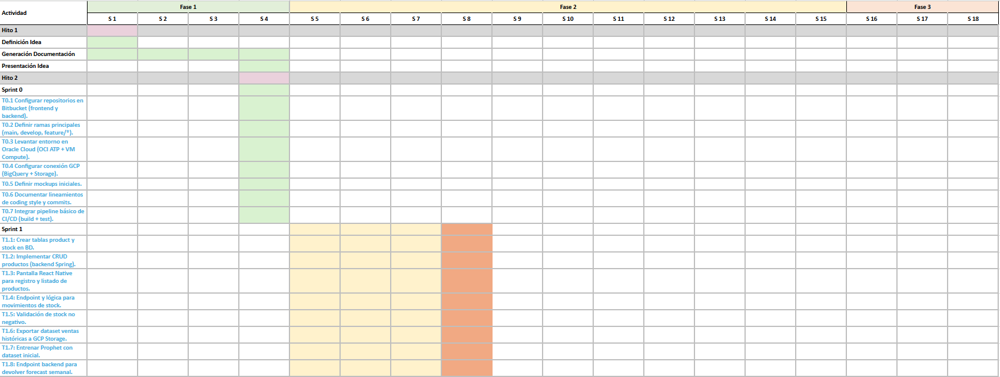 Actividad
Fase 1
Fase 2
Fase 3
S 1
S 2
S 3
S 4
S 5
S 6
S 7
S 8
S 9
S 10
S 11
S 12
S 13
S 14
S 15
S 16
S 17
S 18
Hito 1
Definición Idea
Generación Documentación
Presentación Idea
Hito 2
Sprint 0
T0.1 Configurar repositorios en
Bitbucket (frontend y
backend).
T0.2 Definir ramas principales
(main, develop, feature/*).
T0.3 Levantar entorno en
Oracle Cloud (OCI ATP + VM
Compute).
T0.4 Configurar conexión GCP
(BigQuery + Storage).
T0.5 Definir mockups iniciales.
T0.6 Documentar lineamientos
de coding style y commits.
T0.7 Integrar pipeline básico de
CI/CD (build + test).
Sprint 1
T1.1: Crear tablas product y
stock en BD.
T1.2: Implementar CRUD
productos (backend Spring).
T1.3: Pantalla React Native
para registro y listado de
productos.
T1.4: Endpoint y lógica para
movimientos de stock.
T1.5: Validación de stock no
negativo.
T1.6: Exportar dataset ventas
históricas a GCP Storage.
T1.7: Entrenar Prophet con
dataset inicial.
T1.8: Endpoint backend para
devolver forecast semanal.